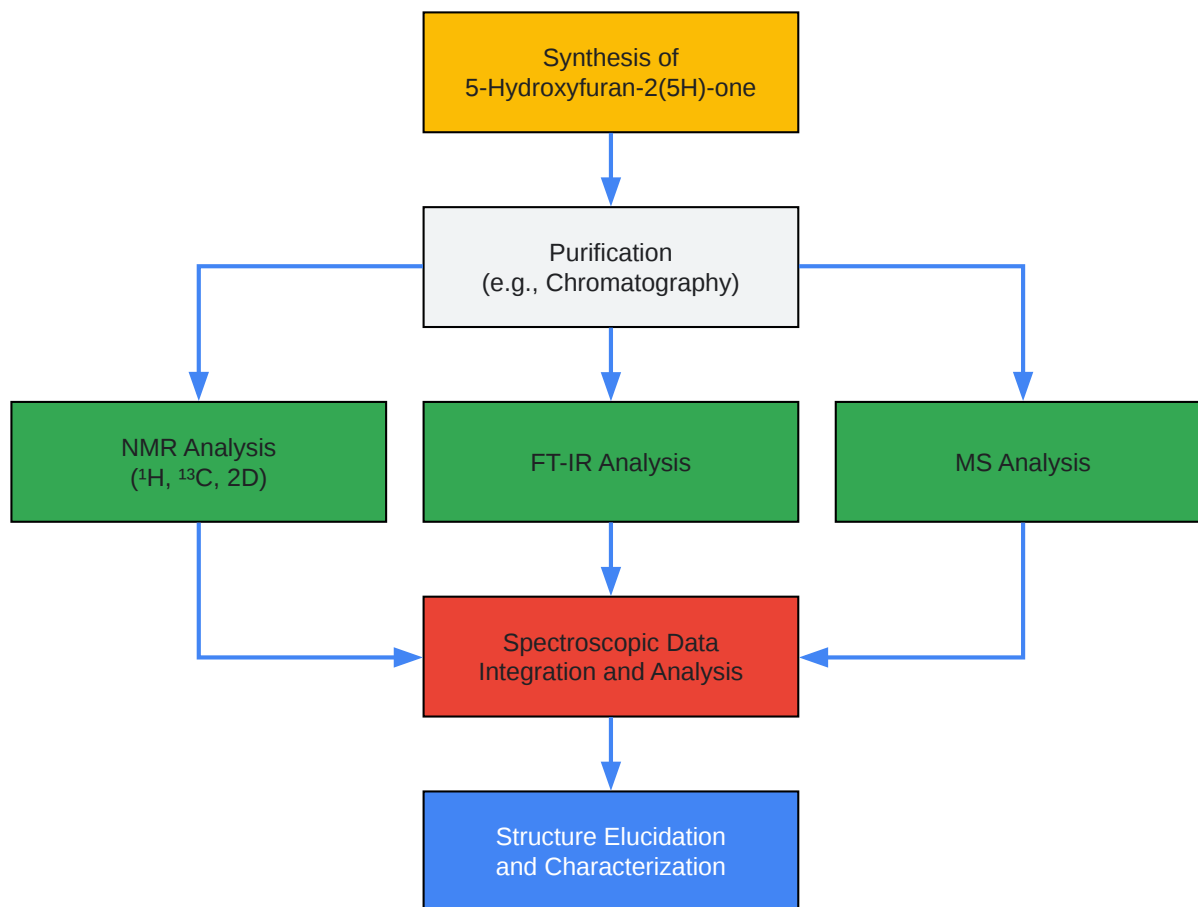 Synthesis of
5-Hydroxyfuran-2(5H)-one
Purification
(e.g., Chromatography)
NMR Analysis
(¹H, ¹³C, 2D)
FT-IR Analysis
MS Analysis
Spectroscopic Data
Integration and Analysis
Structure Elucidation
and Characterization